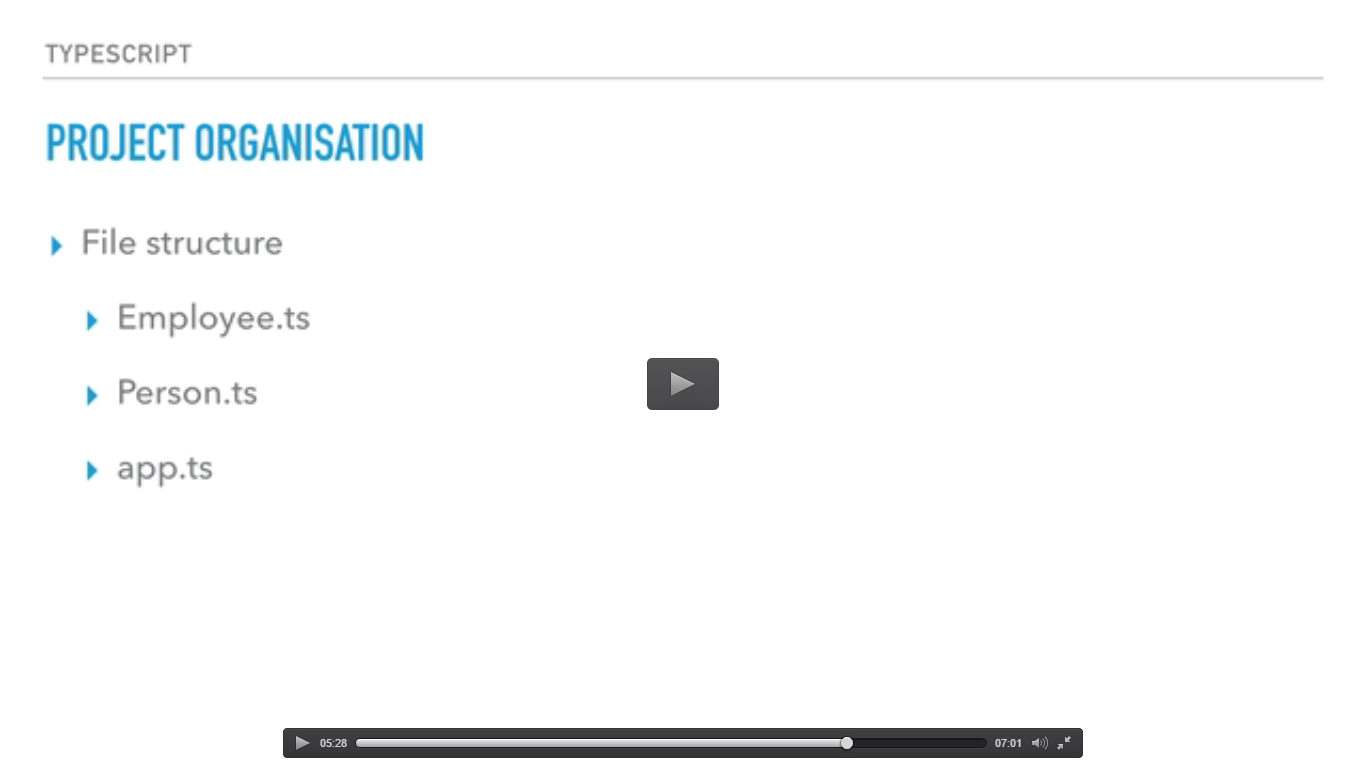 TYPESCRIPT
PROJECT ORGANISATION
File structure
Employee.ts
Person.ts
app.ts
05:28
07:01